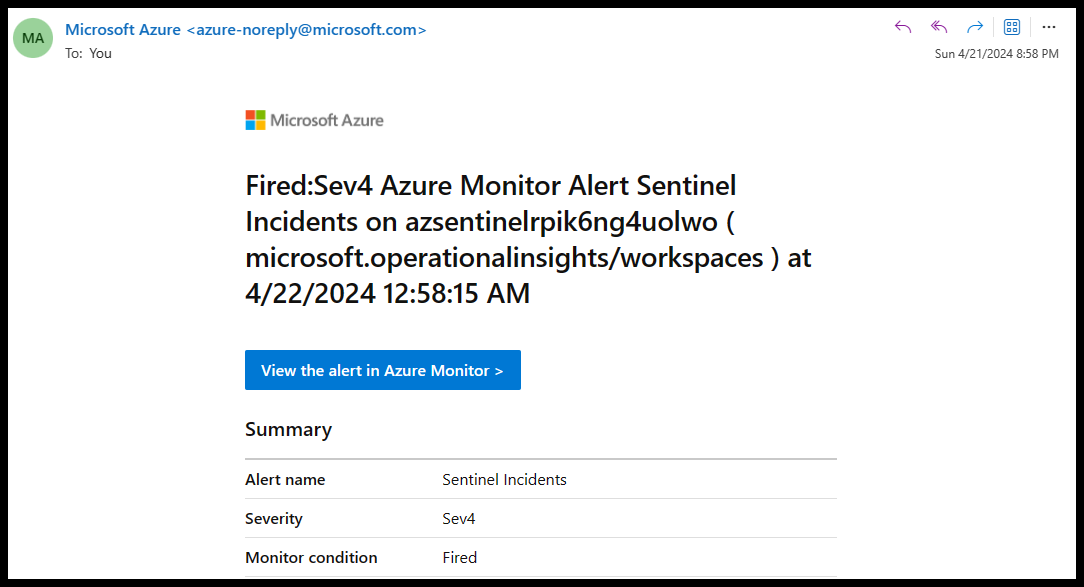 MA
Microsoft Azure <azure-noreply@microsoft.com>
To: You
Sun 4/21/2024 8:58 PM
Microsoft Azure
Fired:Sev4 Azure Monitor Alert Sentinel
Incidents on azsentinelrpik6ng4uolwo (
microsoft.operationalinsights/workspaces ) at
4/22/2024 12:58:15 AM
View the alert in Azure Monitor >
Summary
Alert name Sentinel Incidents
Severity Sev4
Monitor condition Fired